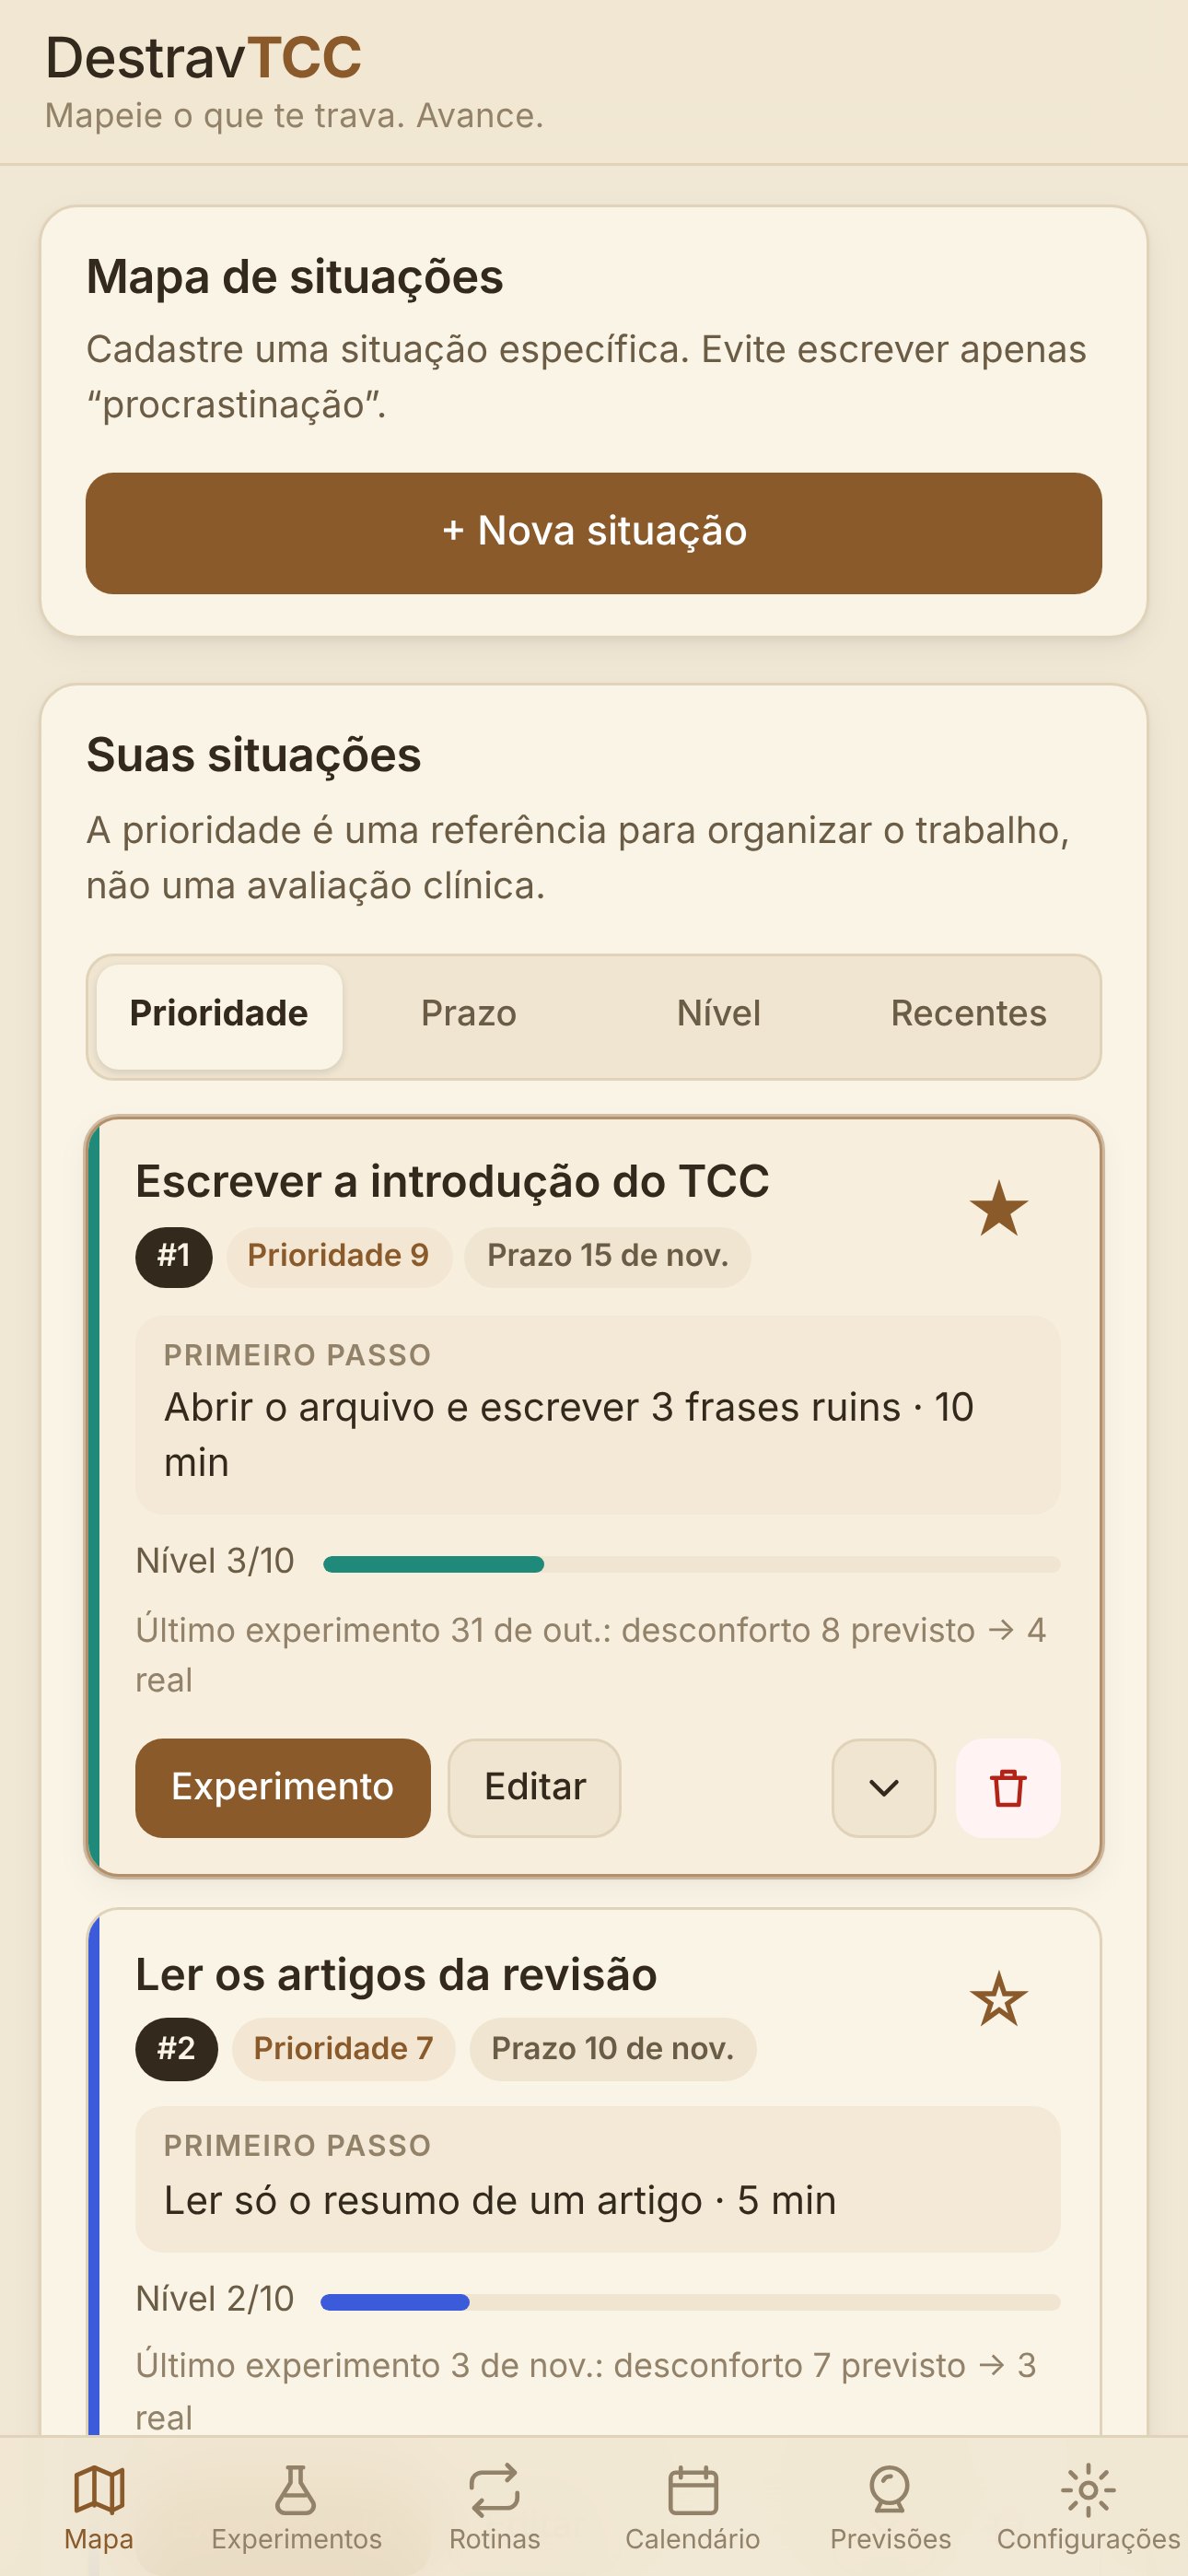 DestravTCC
Mapeie o que te trava. Avance.
Mapa de situações
Cadastre uma situação específica. Evite escrever apenas
“procrastinação”.
+ Nova situação
Suas situações
A prioridade é uma referência para organizar o trabalho,
não uma avaliação clínica.
Prioridade Prazo Nível Recentes
Escrever a introdução do TCC
#1 Prioridade 9 Prazo 15 de nov.
PRIMEIRO PASSO
Abrir o arquivo e escrever 3 frases ruins · 10
min
Nível 3/10
Último experimento 31 de out.: desconforto 8 previsto → 4
real
Experimento Editar
Ler os artigos da revisão
#2 Prioridade 7 Prazo 10 de nov.
PRIMEIRO PASSO
Ler só o resumo de um artigo · 5 min
Nível 2/10
Último experimento 3 de nov.: desconforto 7 previsto → 3
real
Mapa Experimentos Rotinas Calendário Previsões Configurações